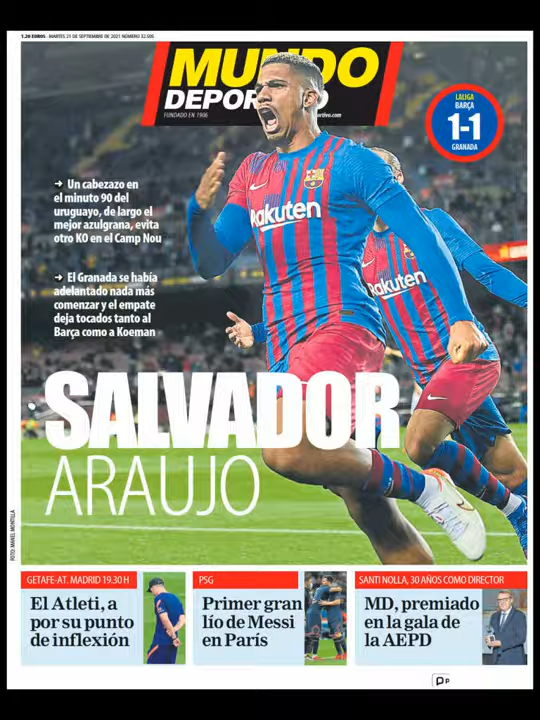 1.20 EUROS · MARTES 21 DE SEPTIEMBRE DE 2021 NÚMERO 32.506
MUNDO
DEPORTIVO
FUNDADO EN 1906
LALIGA
BARÇA
1-1
GRANADA
→ Un cabezazo en
el minuto 90 del
uruguayo, de largo el
mejor azulgrana, evita
otro KO en el Camp Nou
→ El Granada se había
adelantado nada más
comenzar y el empate
deja tocados tanto al
Barça como a Koeman
Rakuten
Rakuten
SALVADOR
ARAUJO
FOTO: MANEL MONTILLA
GETAFE-AT. MADRID 19.30 H
El Atleti, a
por su punto
de inflexión
PSG
Primer gran
lío de Messi
en París
SANTI NOLLA, 30 AÑOS COMO DIRECTOR
MD, premiado
en la gala de
la AEPD
P